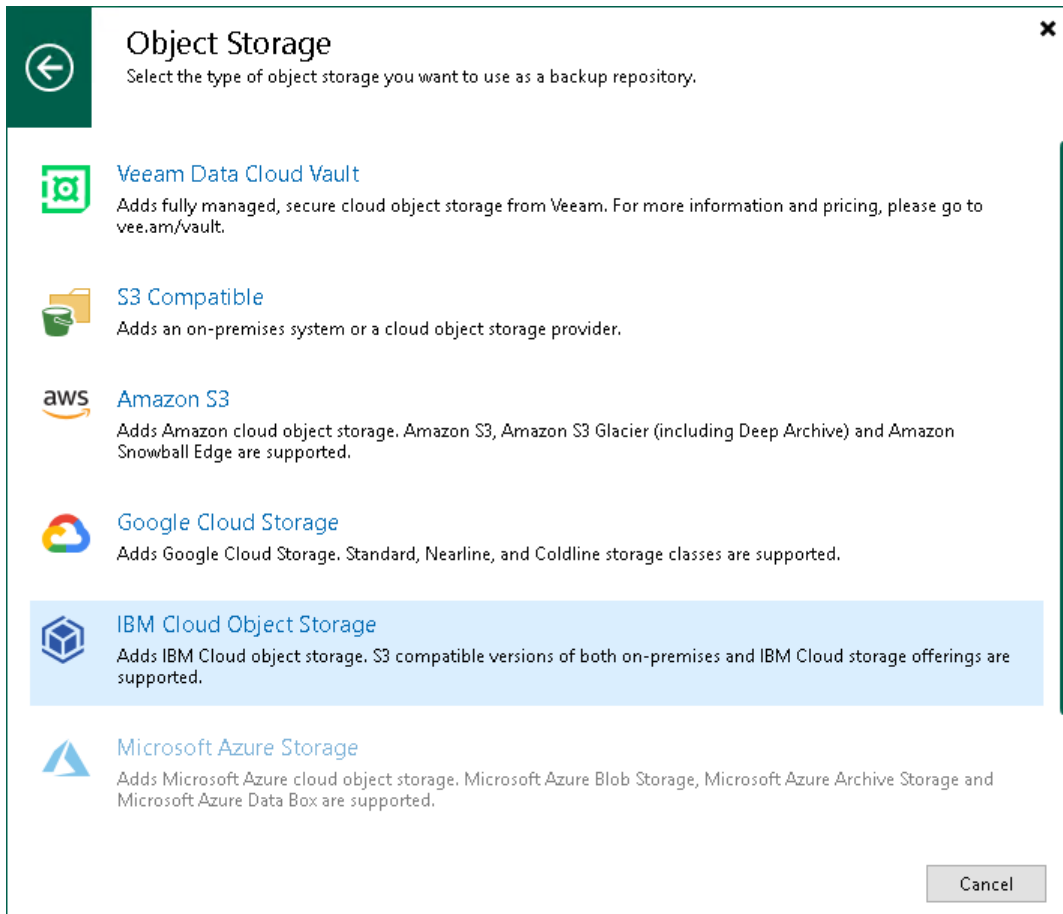 Object Storage
Select the type of object storage you want to use as a backup repository.
Veeam Data Cloud Vault
Adds fully managed, secure cloud object storage from Veeam. For more information and pricing, please go to
vee.am/vault.
S3 Compatible
Adds an on-premises system or a cloud object storage provider.
aws
Amazon S3
Adds Amazon cloud object storage. Amazon S3, Amazon S3 Glacier (including Deep Archive) and Amazon
Snowball Edge are supported.
Google Cloud Storage
Adds Google Cloud Storage. Standard, Nearline, and Coldline storage classes are supported.
IBM Cloud Object Storage
Adds IBM Cloud object storage. S3 compatible versions of both on-premises and IBM Cloud storage offerings are
supported.
Microsoft Azure Storage
Adds Microsoft Azure cloud object storage. Microsoft Azure Blob Storage, Microsoft Azure Archive Storage and
Microsoft Azure Data Box are supported.
Cancel